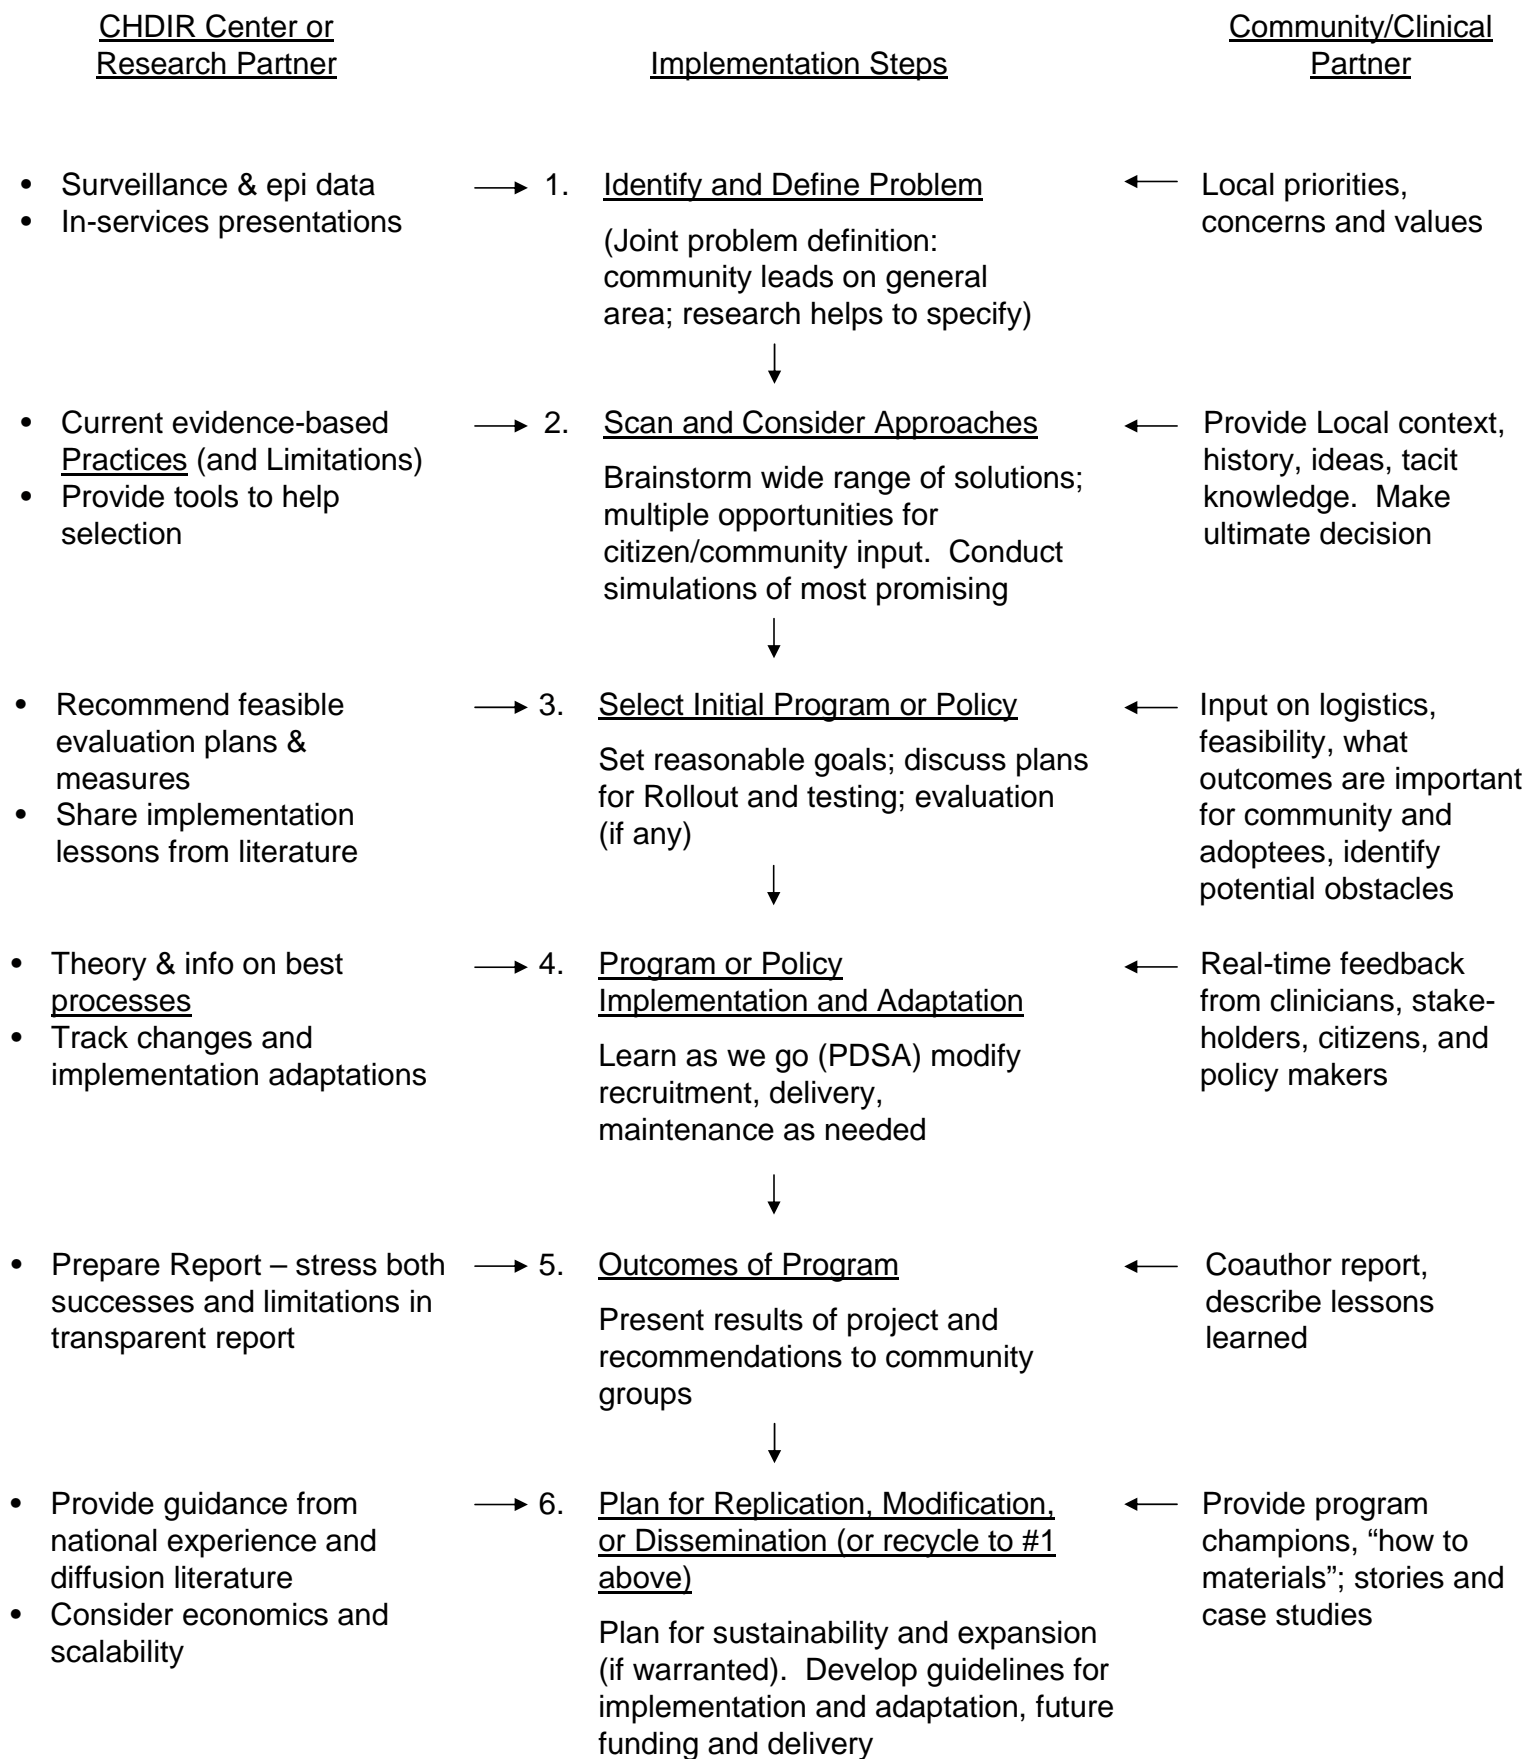 CHDIR Center or
Research Partner
Implementation Steps
Community/Clinical
Partner
• Surveillance & epi data
• In-services presentations
1. Identify and Define Problem
(Joint problem definition:
community leads on general
area; research helps to specify)
Local priorities,
concerns and values
• Current evidence-based
Practices (and Limitations)
• Provide tools to help
selection
2. Scan and Consider Approaches
Brainstorm wide range of solutions;
multiple opportunities for
citizen/community input. Conduct
simulations of most promising
Provide Local context,
history, ideas, tacit
knowledge. Make
ultimate decision
• Recommend feasible
evaluation plans &
measures
• Share implementation
lessons from literature
3. Select Initial Program or Policy
Set reasonable goals; discuss plans
for Rollout and testing; evaluation
(if any)
Input on logistics,
feasibility, what
outcomes are important
for community and
adoptees, identify
potential obstacles
• Theory & info on best
processes
• Track changes and
implementation adaptations
4. Program or Policy
Implementation and Adaptation
Learn as we go (PDSA) modify
recruitment, delivery,
maintenance as needed
Real-time feedback
from clinicians, stake-
holders, citizens, and
policy makers
• Prepare Report – stress both
successes and limitations in
transparent report
5. Outcomes of Program
Present results of project and
recommendations to community
groups
Coauthor report,
describe lessons
learned
• Provide guidance from
national experience and
diffusion literature
• Consider economics and
scalability
6. Plan for Replication, Modification,
or Dissemination (or recycle to #1
above)
Plan for sustainability and expansion
(if warranted). Develop guidelines for
implementation and adaptation, future
funding and delivery
Provide program
champions, “how to
materials”; stories and
case studies